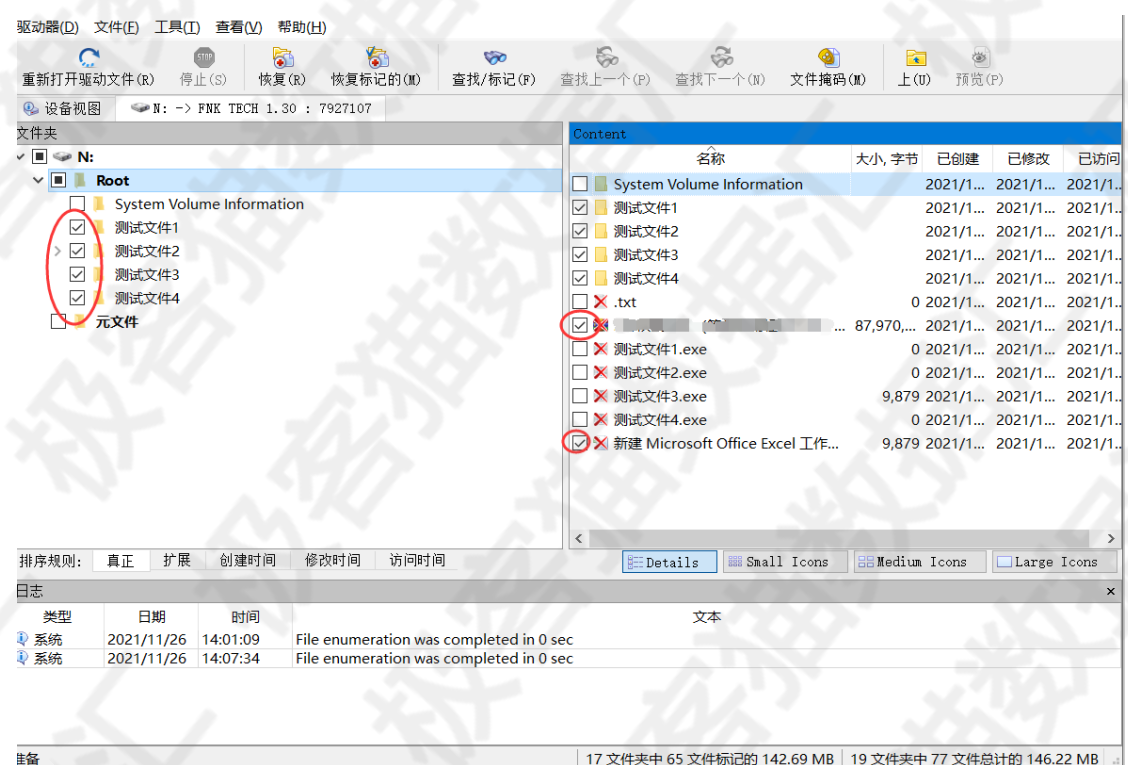 驱动器(D) 文件(F) 工具(T) 查看(V) 帮助(H)
重新打开驱动文件(R) 停止(S) 恢复(R) 恢复标记的(M) 查找/标记(F) 查找上一个(P) 查找下一个(N) 文件掩码(M) 上(U) 预览(P)
设备视图 N: -> FNK TECH 1.30 : 7927107
文件夹
N:
Root
System Volume Information
测试文件1
测试文件2
测试文件3
测试文件4
元文件
Content
名称 大小, 字节 已创建 已修改 已访问
System Volume Information 2021/1... 2021/1... 2021/1..
测试文件1 2021/1... 2021/1... 2021/1..
测试文件2 2021/1... 2021/1... 2021/1..
测试文件3 2021/1... 2021/1... 2021/1..
测试文件4 2021/1... 2021/1... 2021/1..
.txt 0 2021/1... 2021/1... 2021/1..
... 87,970,... 2021/1... 2021/1... 2021/1..
测试文件1.exe 0 2021/1... 2021/1... 2021/1..
测试文件2.exe 0 2021/1... 2021/1... 2021/1..
测试文件3.exe 9,879 2021/1... 2021/1... 2021/1..
测试文件4.exe 0 2021/1... 2021/1... 2021/1..
新建 Microsoft Office Excel 工作... 9,879 2021/1... 2021/1... 2021/1..
排序规则: 真正 扩展 创建时间 修改时间 访问时间
Details Small Icons Medium Icons Large Icons
日志
类型 日期 时间 文本
系统 2021/11/26 14:01:09 File enumeration was completed in 0 sec
系统 2021/11/26 14:07:34 File enumeration was completed in 0 sec
准备 17 文件夹中 65 文件标记的 142.69 MB 19 文件夹中 77 文件总计的 146.22 MB
极客猫数据汇